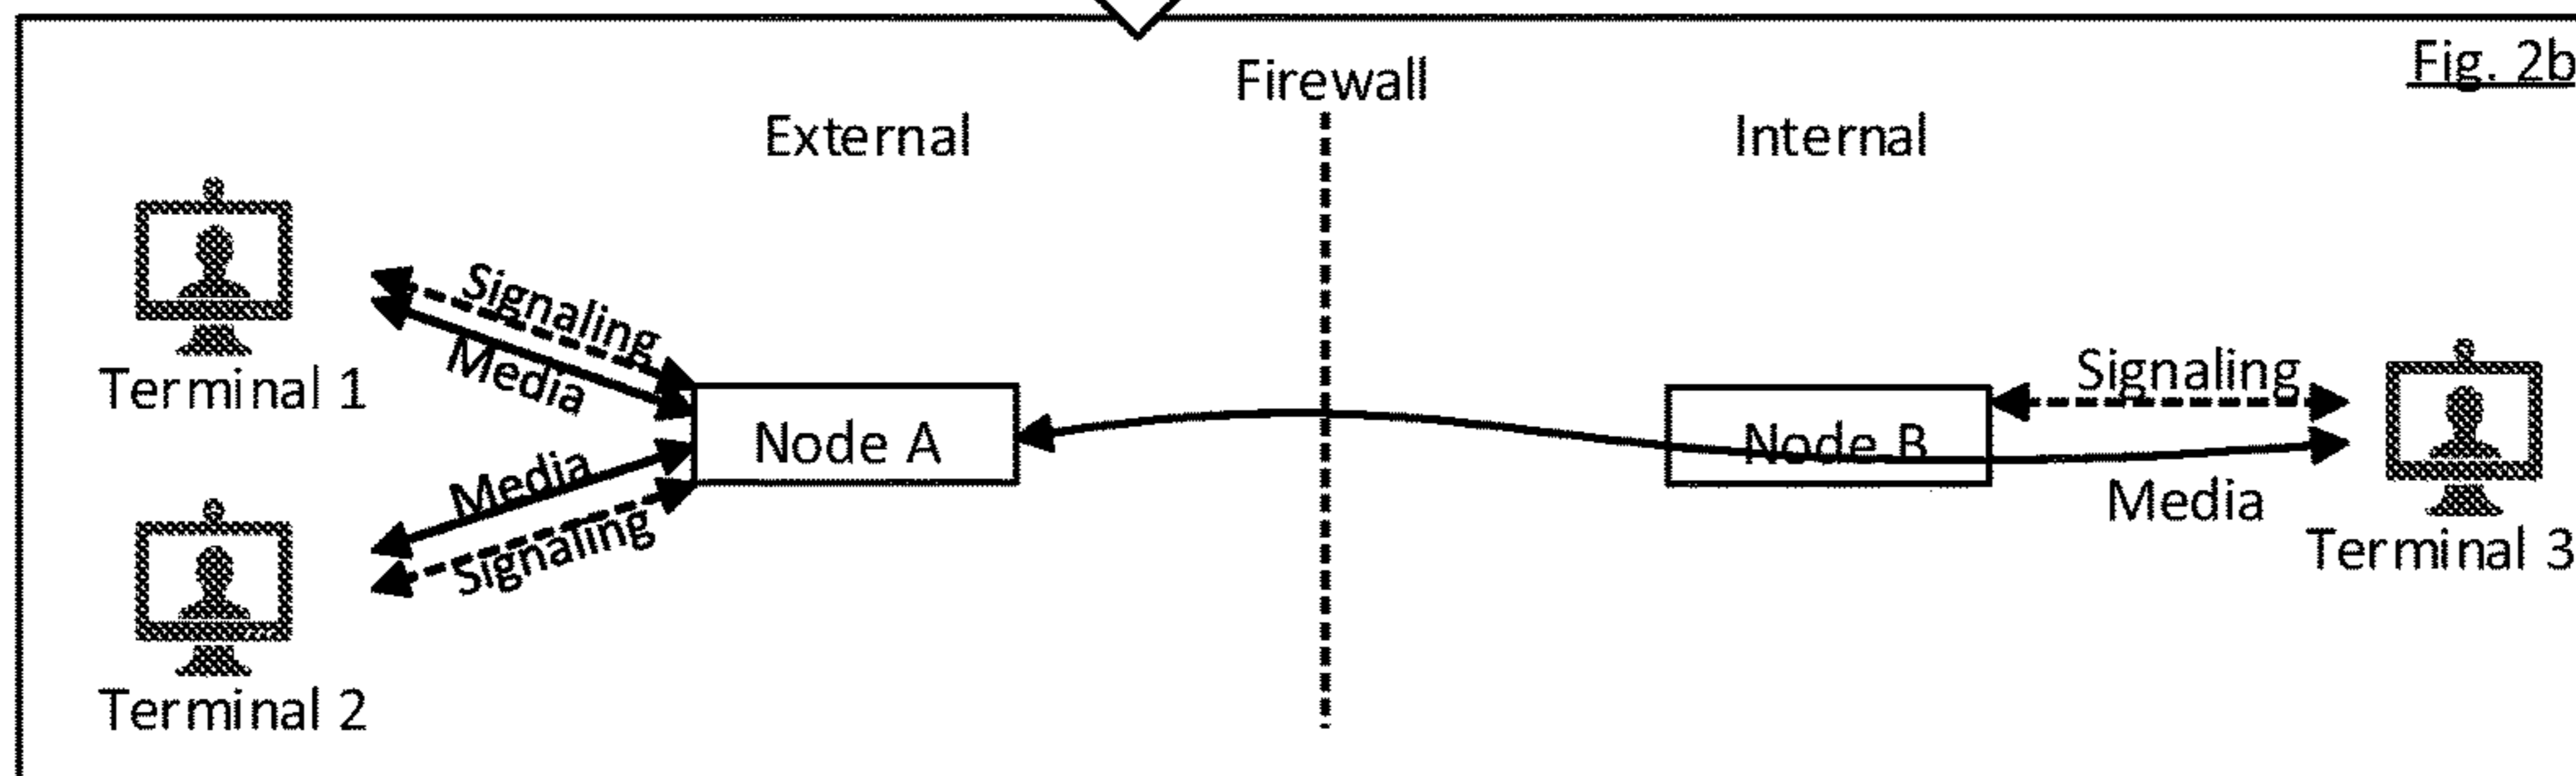 Fig. 2b
Firewall
External
Internal
Signaling
Media
Terminal 1
Node A
Node B
Signaling
Media
Terminal 3
Media
Signaling
Terminal 2